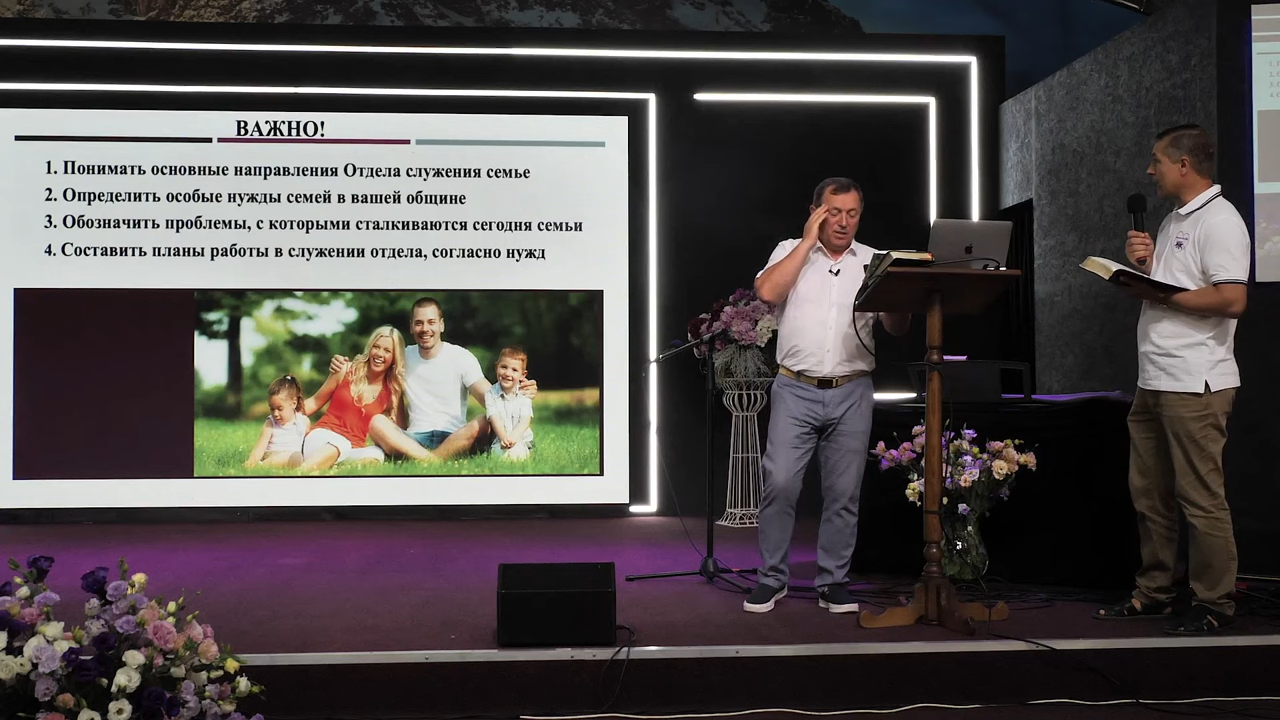 ВАЖНО!
1. Понимать основные направления Отдела служения семье
2. Определить особые нужды семей в вашей общине
3. Обозначить проблемы, с которыми сталкиваются сегодня семьи
4. Составить планы работы в служении отдела, согласно нужд